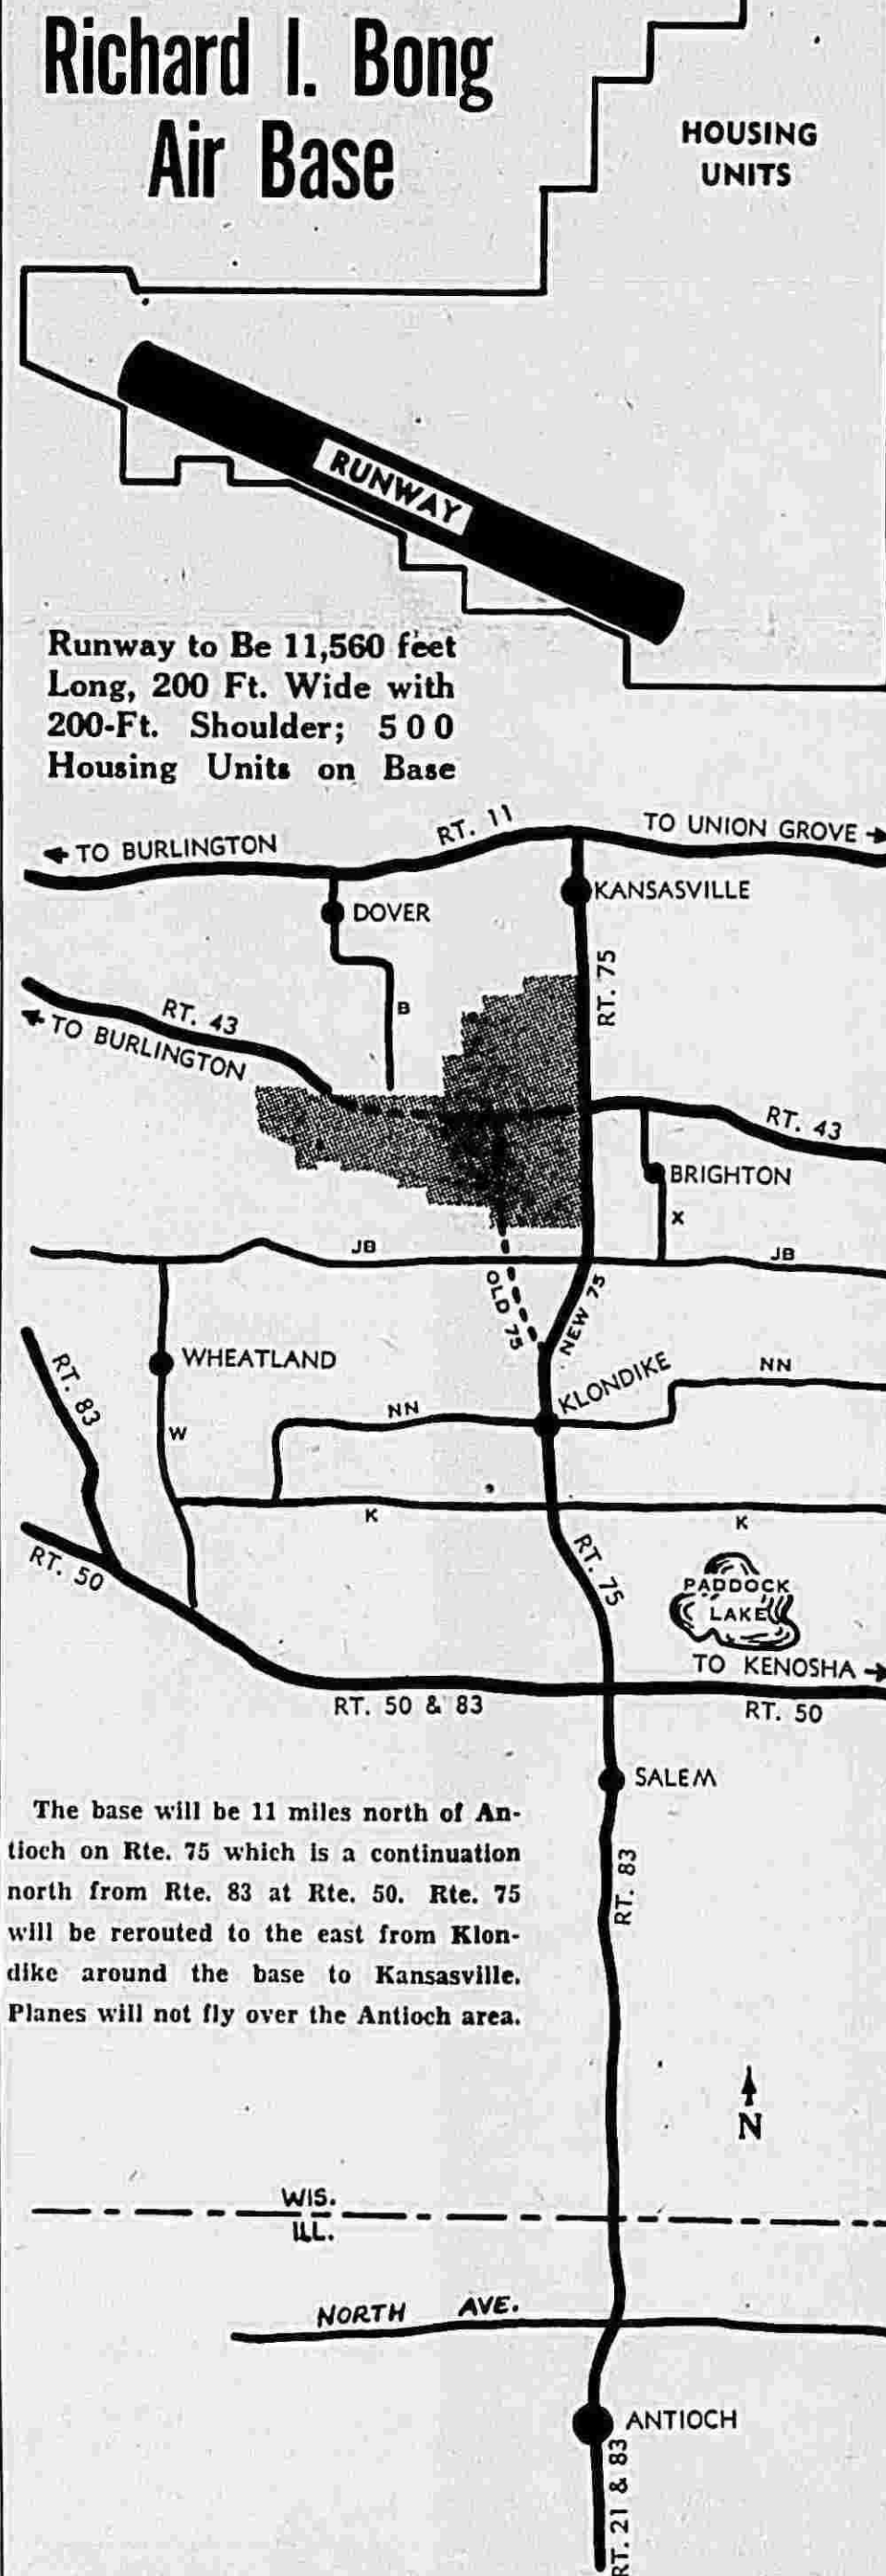 Richard I. Bong
Air Base
HOUSING
UNITS
RUNWAY
Runway to Be 11,560 feet
Long, 200 Ft. Wide with
200-Ft. Shoulder; 500
Housing Units on Base
RT. 11
TO UNION GROVE
TO BURLINGTON
KANSASVILLE
DOVER
RT. 75
B
RT. 43
TO BURLINGTON
RT. 43
BRIGHTON
X
JB
JB
OLD 75
NEW 75
WHEATLAND
KLONDIKE
NN
RT. 83
NN
W
K
K
RT. 50
RT. 75
PADDOCK
LAKE
TO KENOSHA
RT. 50 & 83
RT. 50
SALEM
The base will be 11 miles north of An-
tioch on Rte. 75 which is a continuation
north from Rte. 83 at Rte. 50. Rte. 75
will be rerouted to the east from Klon-
dike around the base to Kansasville.
Planes will not fly over the Antioch area.
RT. 83
N
WIS.
ILL.
NORTH AVE.
ANTIOCH
RT. 21 & 83